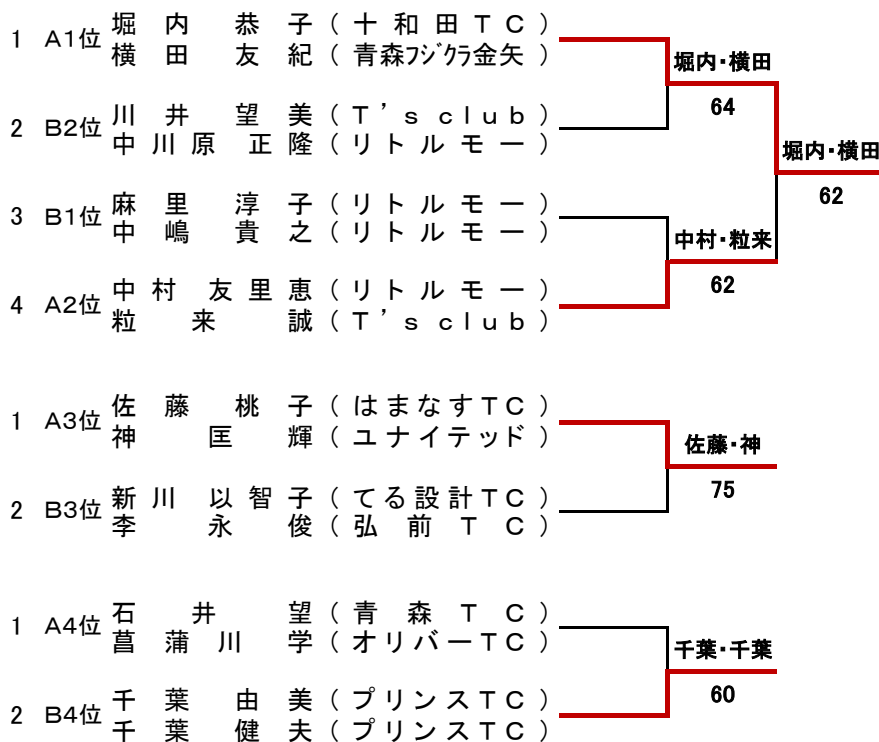 1 A1位 堀内恭子(十和田TC)
横田友紀(青森フジクラ金矢)
堀内・横田
64
2 B2位 川井望美(T's club)
中川原正隆(リトルモー)
堀内・横田
62
3 B1位 麻里淳子(リトルモー)
中嶋貴之(リトルモー)
中村・粒来
62
4 A2位 中村友里恵(リトルモー)
粒来誠(T's club)
1 A3位 佐藤桃子(はまなすTC)
神匡輝(ユナイテッド)
佐藤・神
75
2 B3位 新川以智子(てる設計TC)
李永俊(弘前TC)
1 A4位 石井望(青森TC)
菖蒲川学(オリバーTC)
千葉・千葉
60
2 B4位 千葉由美(プリンスTC)
千葉健夫(プリンスTC)